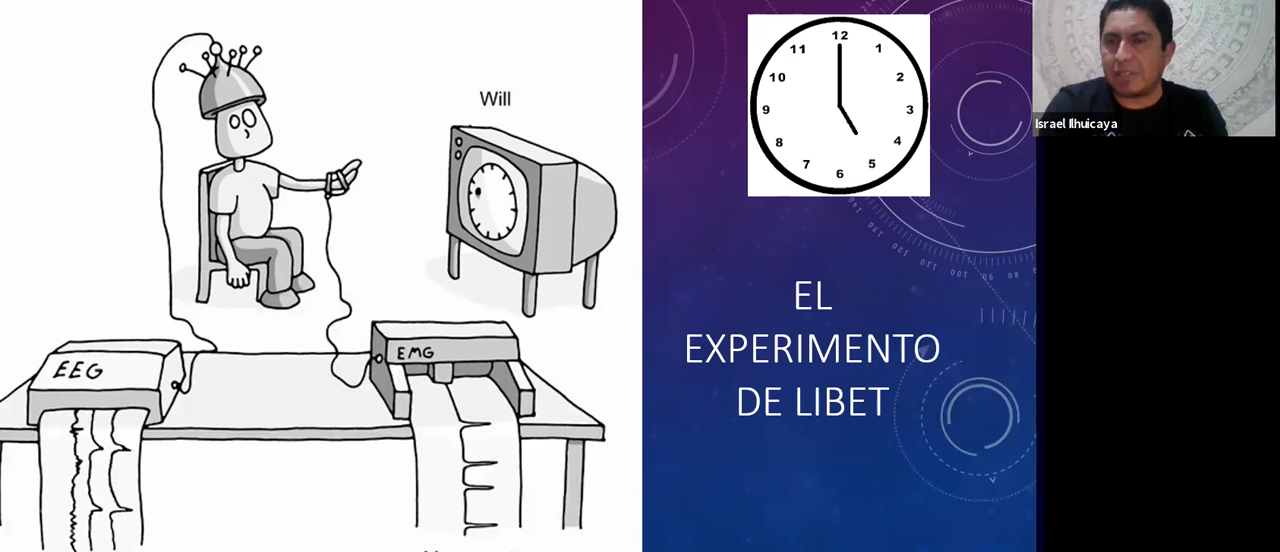 Will
EEG
EMG
12
1
2
3
4
5
6
7
8
9
10
11
EL
EXPERIMENTO
DE LIBET
Israel Ilhuicaya